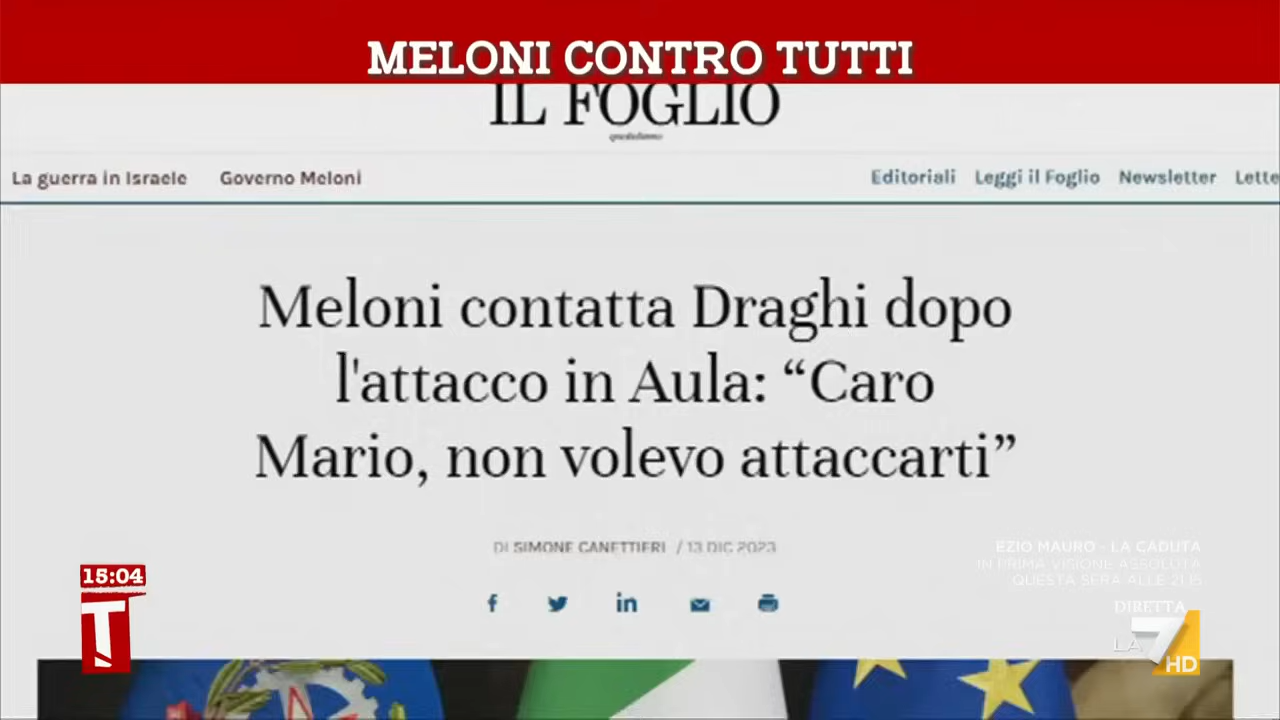 MELONI CONTRO TUTTI
IL FOGLIO
quotidiano
La guerra in Israele Governo Meloni Editoriali Leggi il Foglio Newsletter Lette
Meloni contatta Draghi dopo
l'attacco in Aula: “Caro
Mario, non volevo attaccarti”
DI SIMONE CANETTIERI / 13 DIC 2023
EZIO MAURO - LA CADUTA
IN PRIMA VISIONE ASSOLUTA
QUESTA SERA ALLE 21.15
15:04
T
DIRETTA
LA7
HD